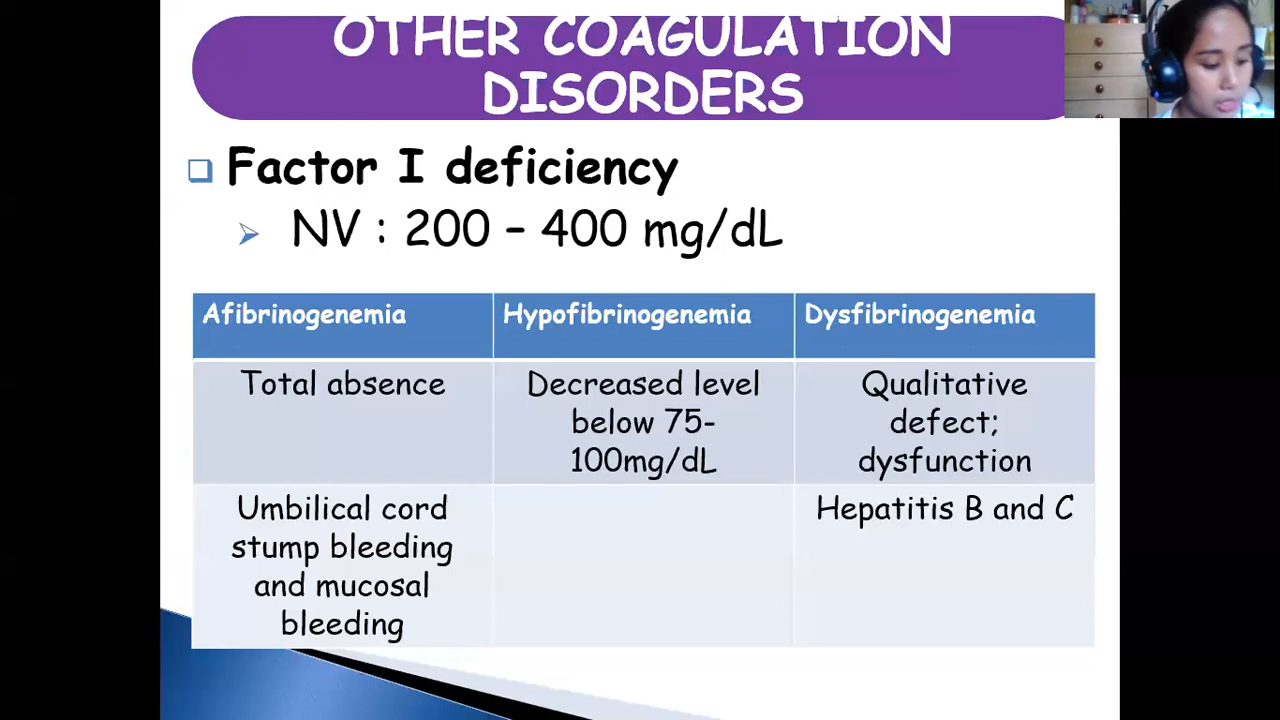 OTHER COAGULATION
DISORDERS
Factor I deficiency
NV : 200 – 400 mg/dL
Afibrinogenemia
Hypofibrinogenemia
Dysfibrinogenemia
Total absence
Decreased level
below 75-
100mg/dL
Qualitative
defect;
dysfunction
Umbilical cord
stump bleeding
and mucosal
bleeding
Hepatitis B and C